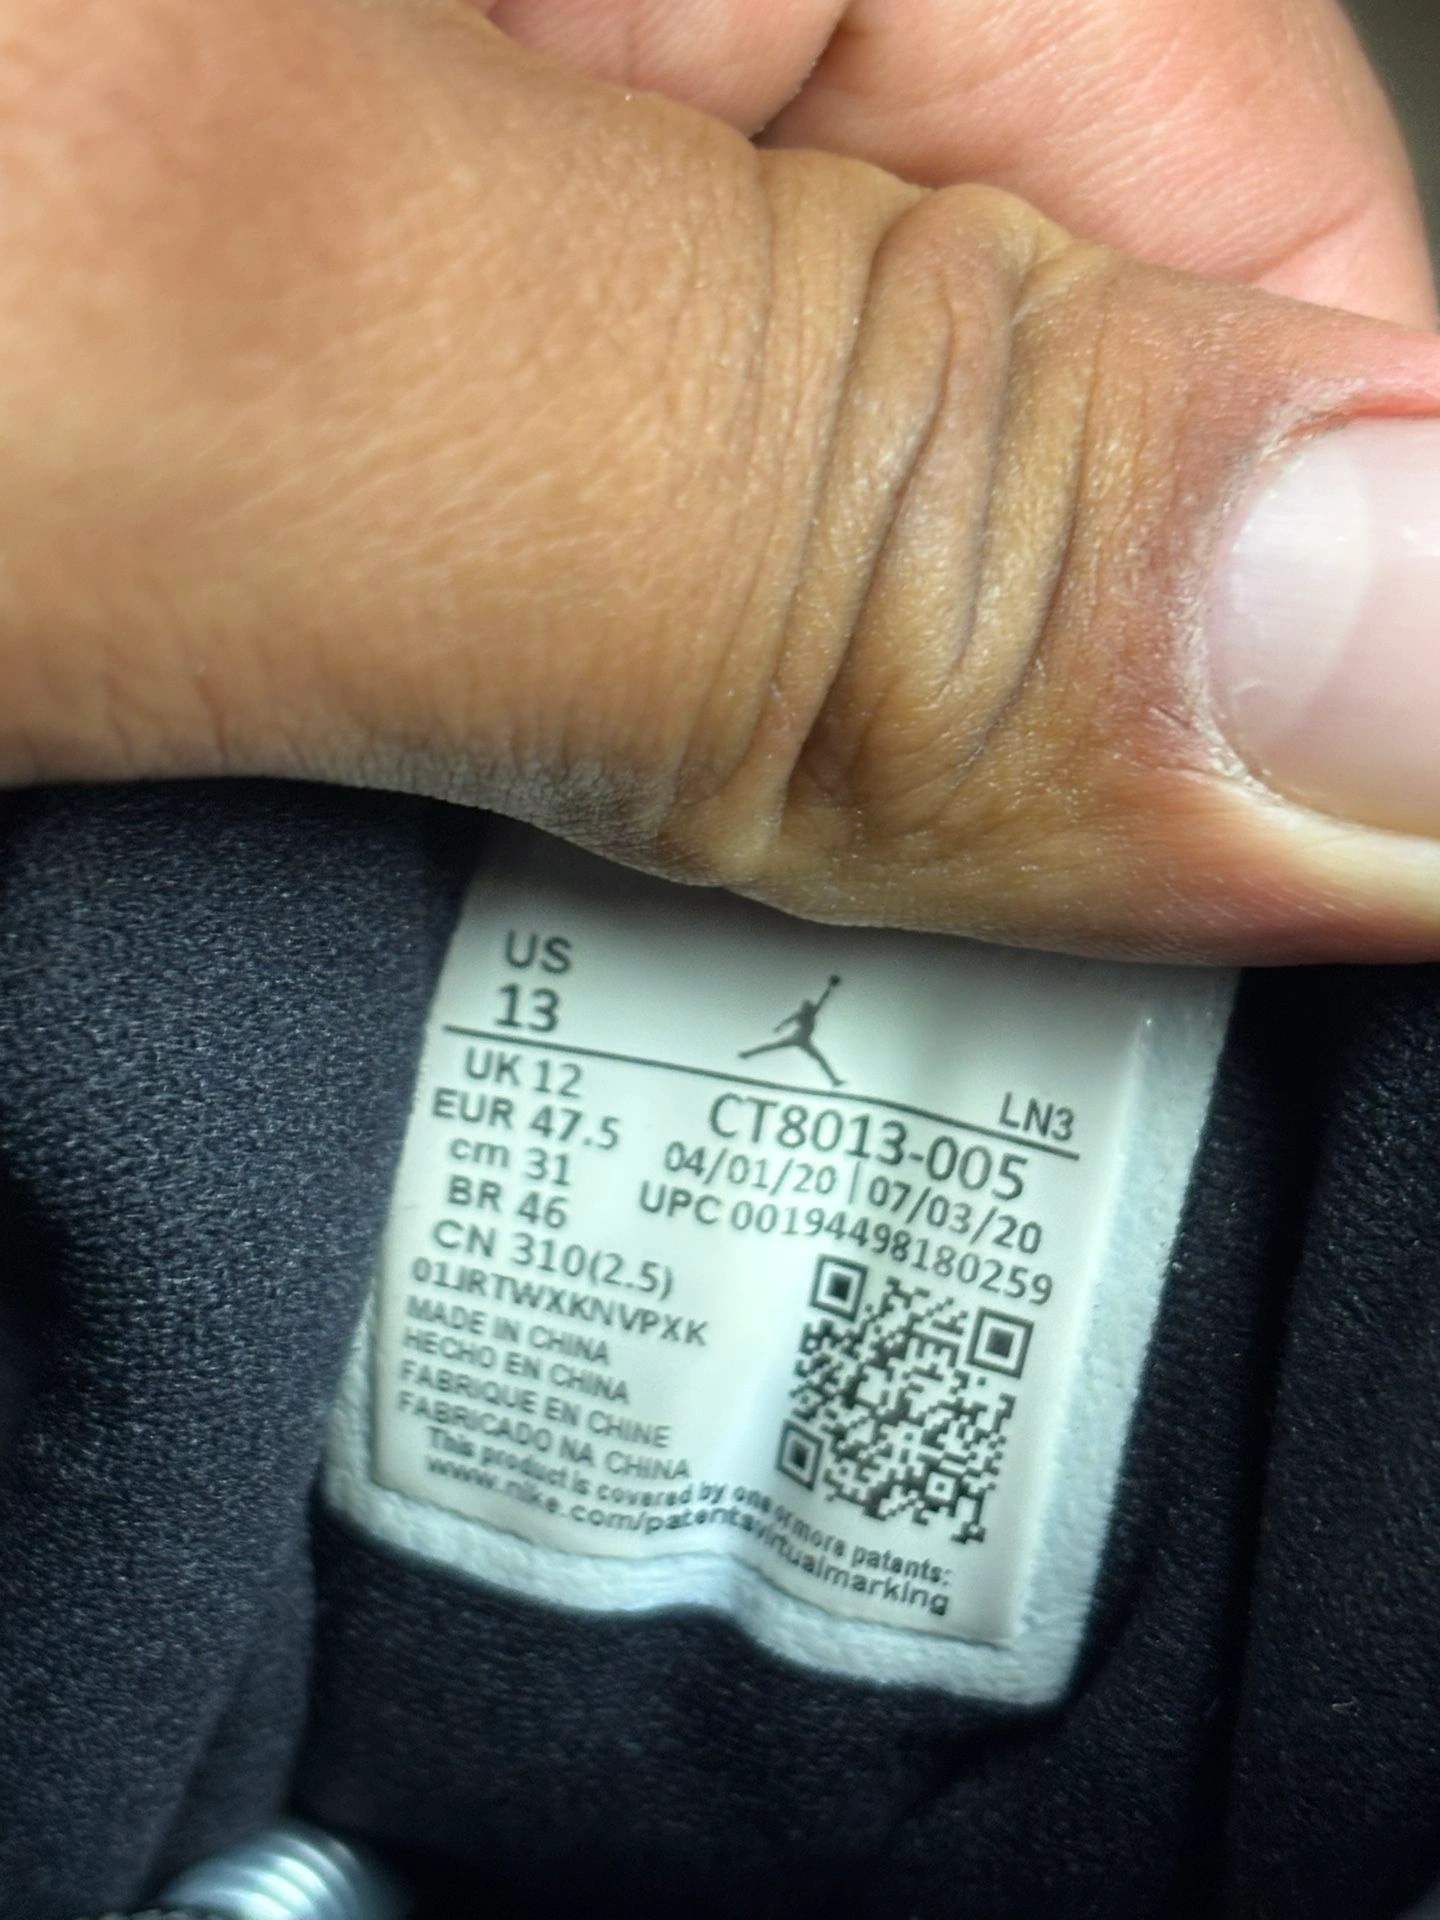 US
13
LN3
UK 12
EUR 47.5
cm 31
BR 46
CN 310(2.5)
CT8013-005
04/01/20 | 07/03/20
UPC 00194498180259
01JRTWXKNVPXK
MADE IN CHINA
HECHO EN CHINA
FABRIQUE EN CHINE
FABRICADO NA CHINA
This product is covered by one or more patents:
www.nike.com/patentsvirtualmarking